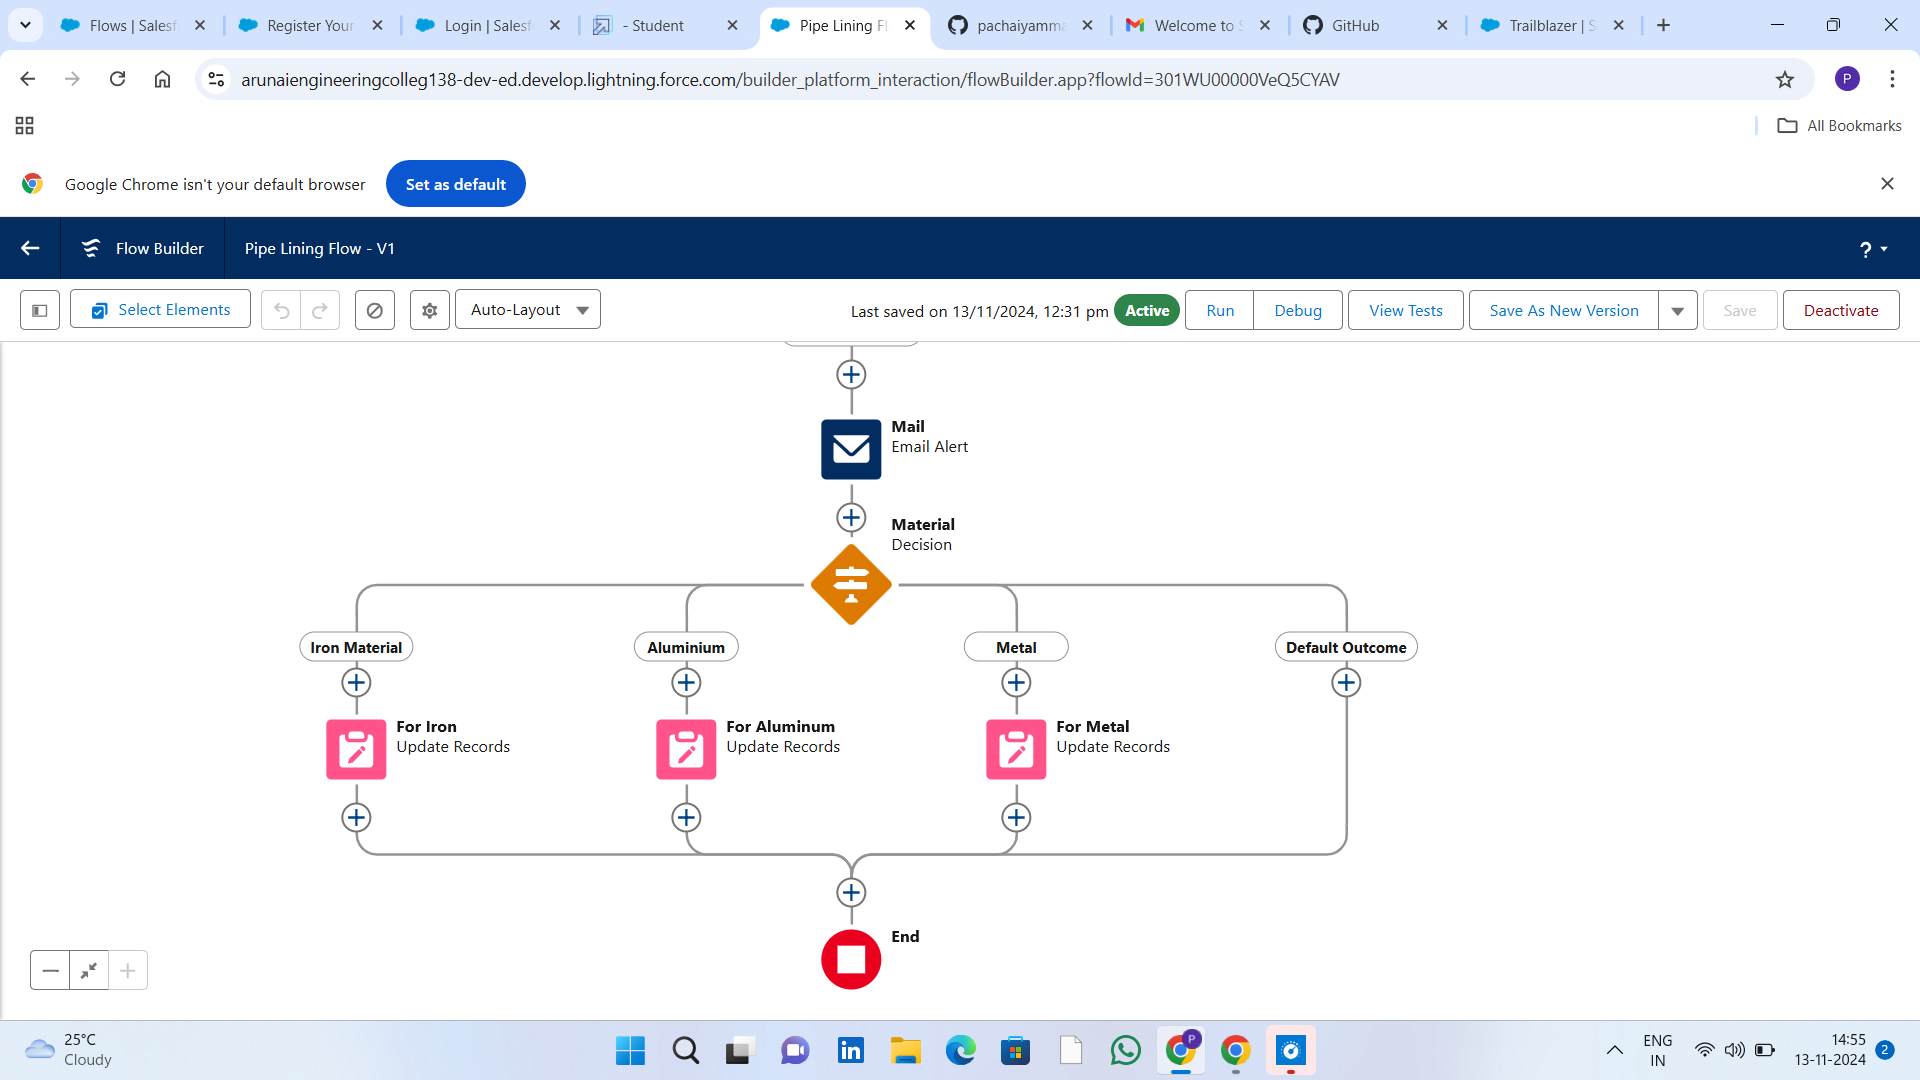 Flows | Salesf
Register Your
Login | Salesf
- Student
Pipe Lining Fl
pachaiyamma
Welcome to S
GitHub
Trailblazer | S
arunaiengineeringcolleg138-dev-ed.develop.lightning.force.com/builder_platform_interaction/flowBuilder.app?flowId=301WU00000VeQ5CYAV
P
All Bookmarks
Google Chrome isn't your default browser
Set as default
Flow Builder
Pipe Lining Flow - V1
?
Select Elements
Auto-Layout
Last saved on 13/11/2024, 12:31 pm
Active
Run
Debug
View Tests
Save As New Version
Save
Deactivate
Mail
Email Alert
Material
Decision
Iron Material
Aluminium
Metal
Default Outcome
For Iron
Update Records
For Aluminum
Update Records
For Metal
Update Records
End
25°C
Cloudy
P
ENG
IN
14:55
13-11-2024
2